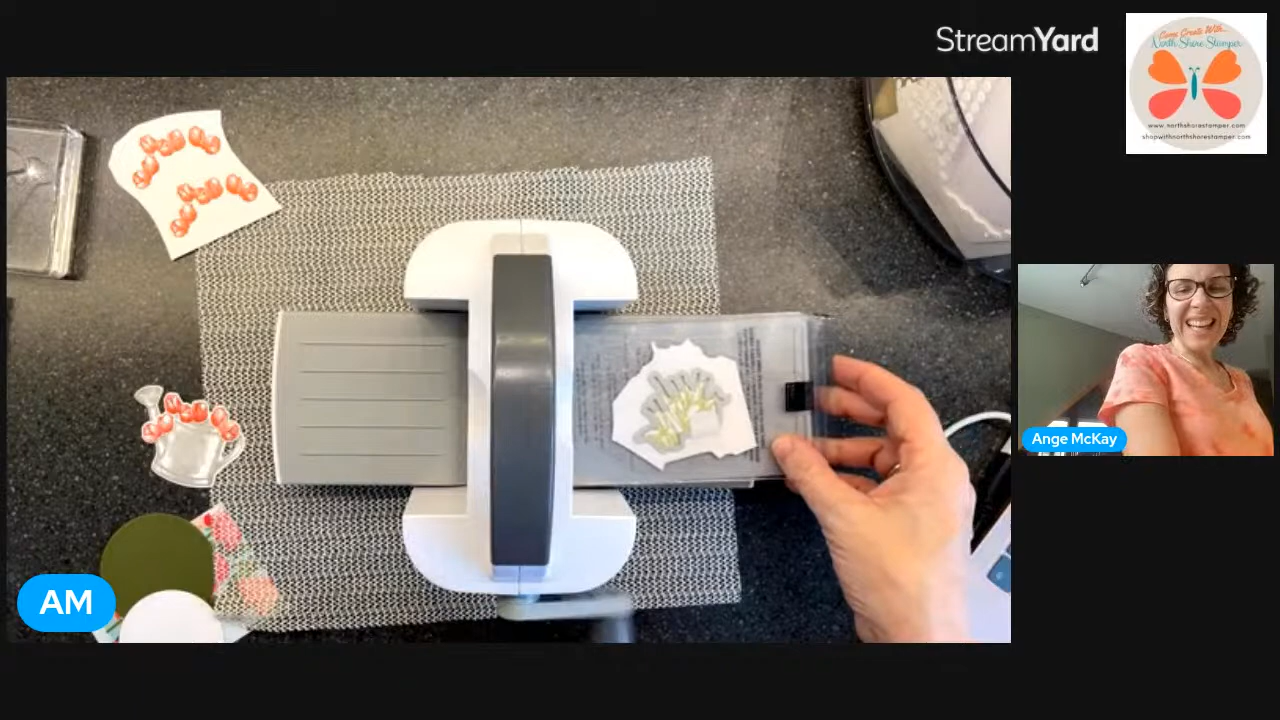 StreamYard
Come Create With...
North Shore Stamper
www.northshorestamper.com
shopwithnorthshorestamper.com
Ange McKay
AM